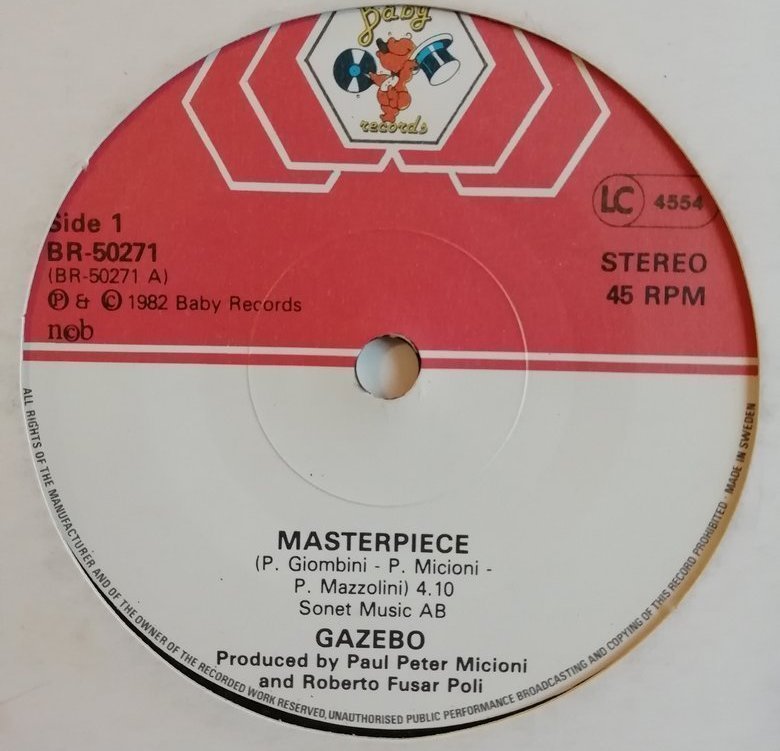 Baby
records
LC 4554
Side 1
BR-50271
(BR-50271 A)
Ⓟ & © 1982 Baby Records
ncb
STEREO
45 RPM
MASTERPIECE
(P. Giombini - P. Micioni -
P. Mazzolini) 4.10
Sonet Music AB
GAZEBO
Produced by Paul Peter Micioni
and Roberto Fusar Poli
ALL RIGHTS OF THE MANUFACTURER AND OF THE OWNER OF THE RECORDED WORK RESERVED, UNAUTHORISED PUBLIC PERFORMANCE BROADCASTING AND COPYING OF THIS RECORD PROHIBITED · MADE IN SWEDEN